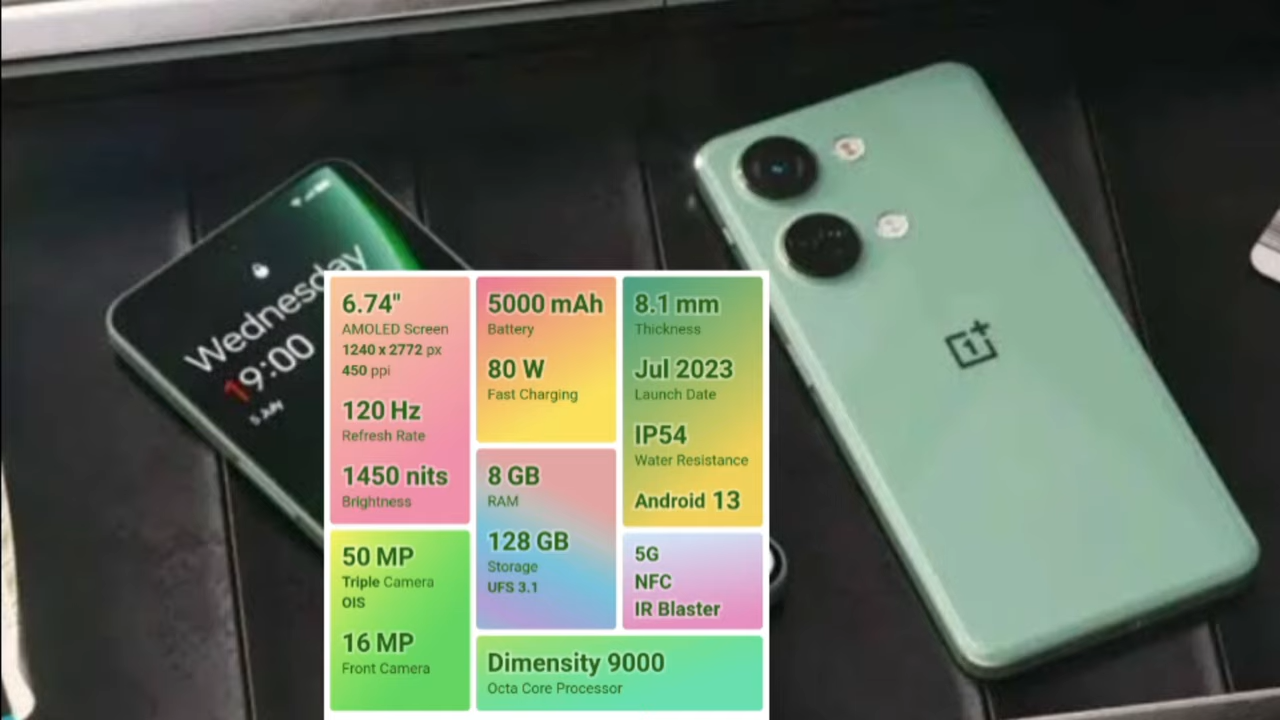 Wednesday
19:00
5 July
6.74"
AMOLED Screen
1240 x 2772 px
450 ppi
120 Hz
Refresh Rate
1450 nits
Brightness
50 MP
Triple Camera
OIS
16 MP
Front Camera
5000 mAh
Battery
80 W
Fast Charging
8 GB
RAM
128 GB
Storage
UFS 3.1
8.1 mm
Thickness
Jul 2023
Launch Date
IP54
Water Resistance
Android 13
5G
NFC
IR Blaster
Dimensity 9000
Octa Core Processor
1+